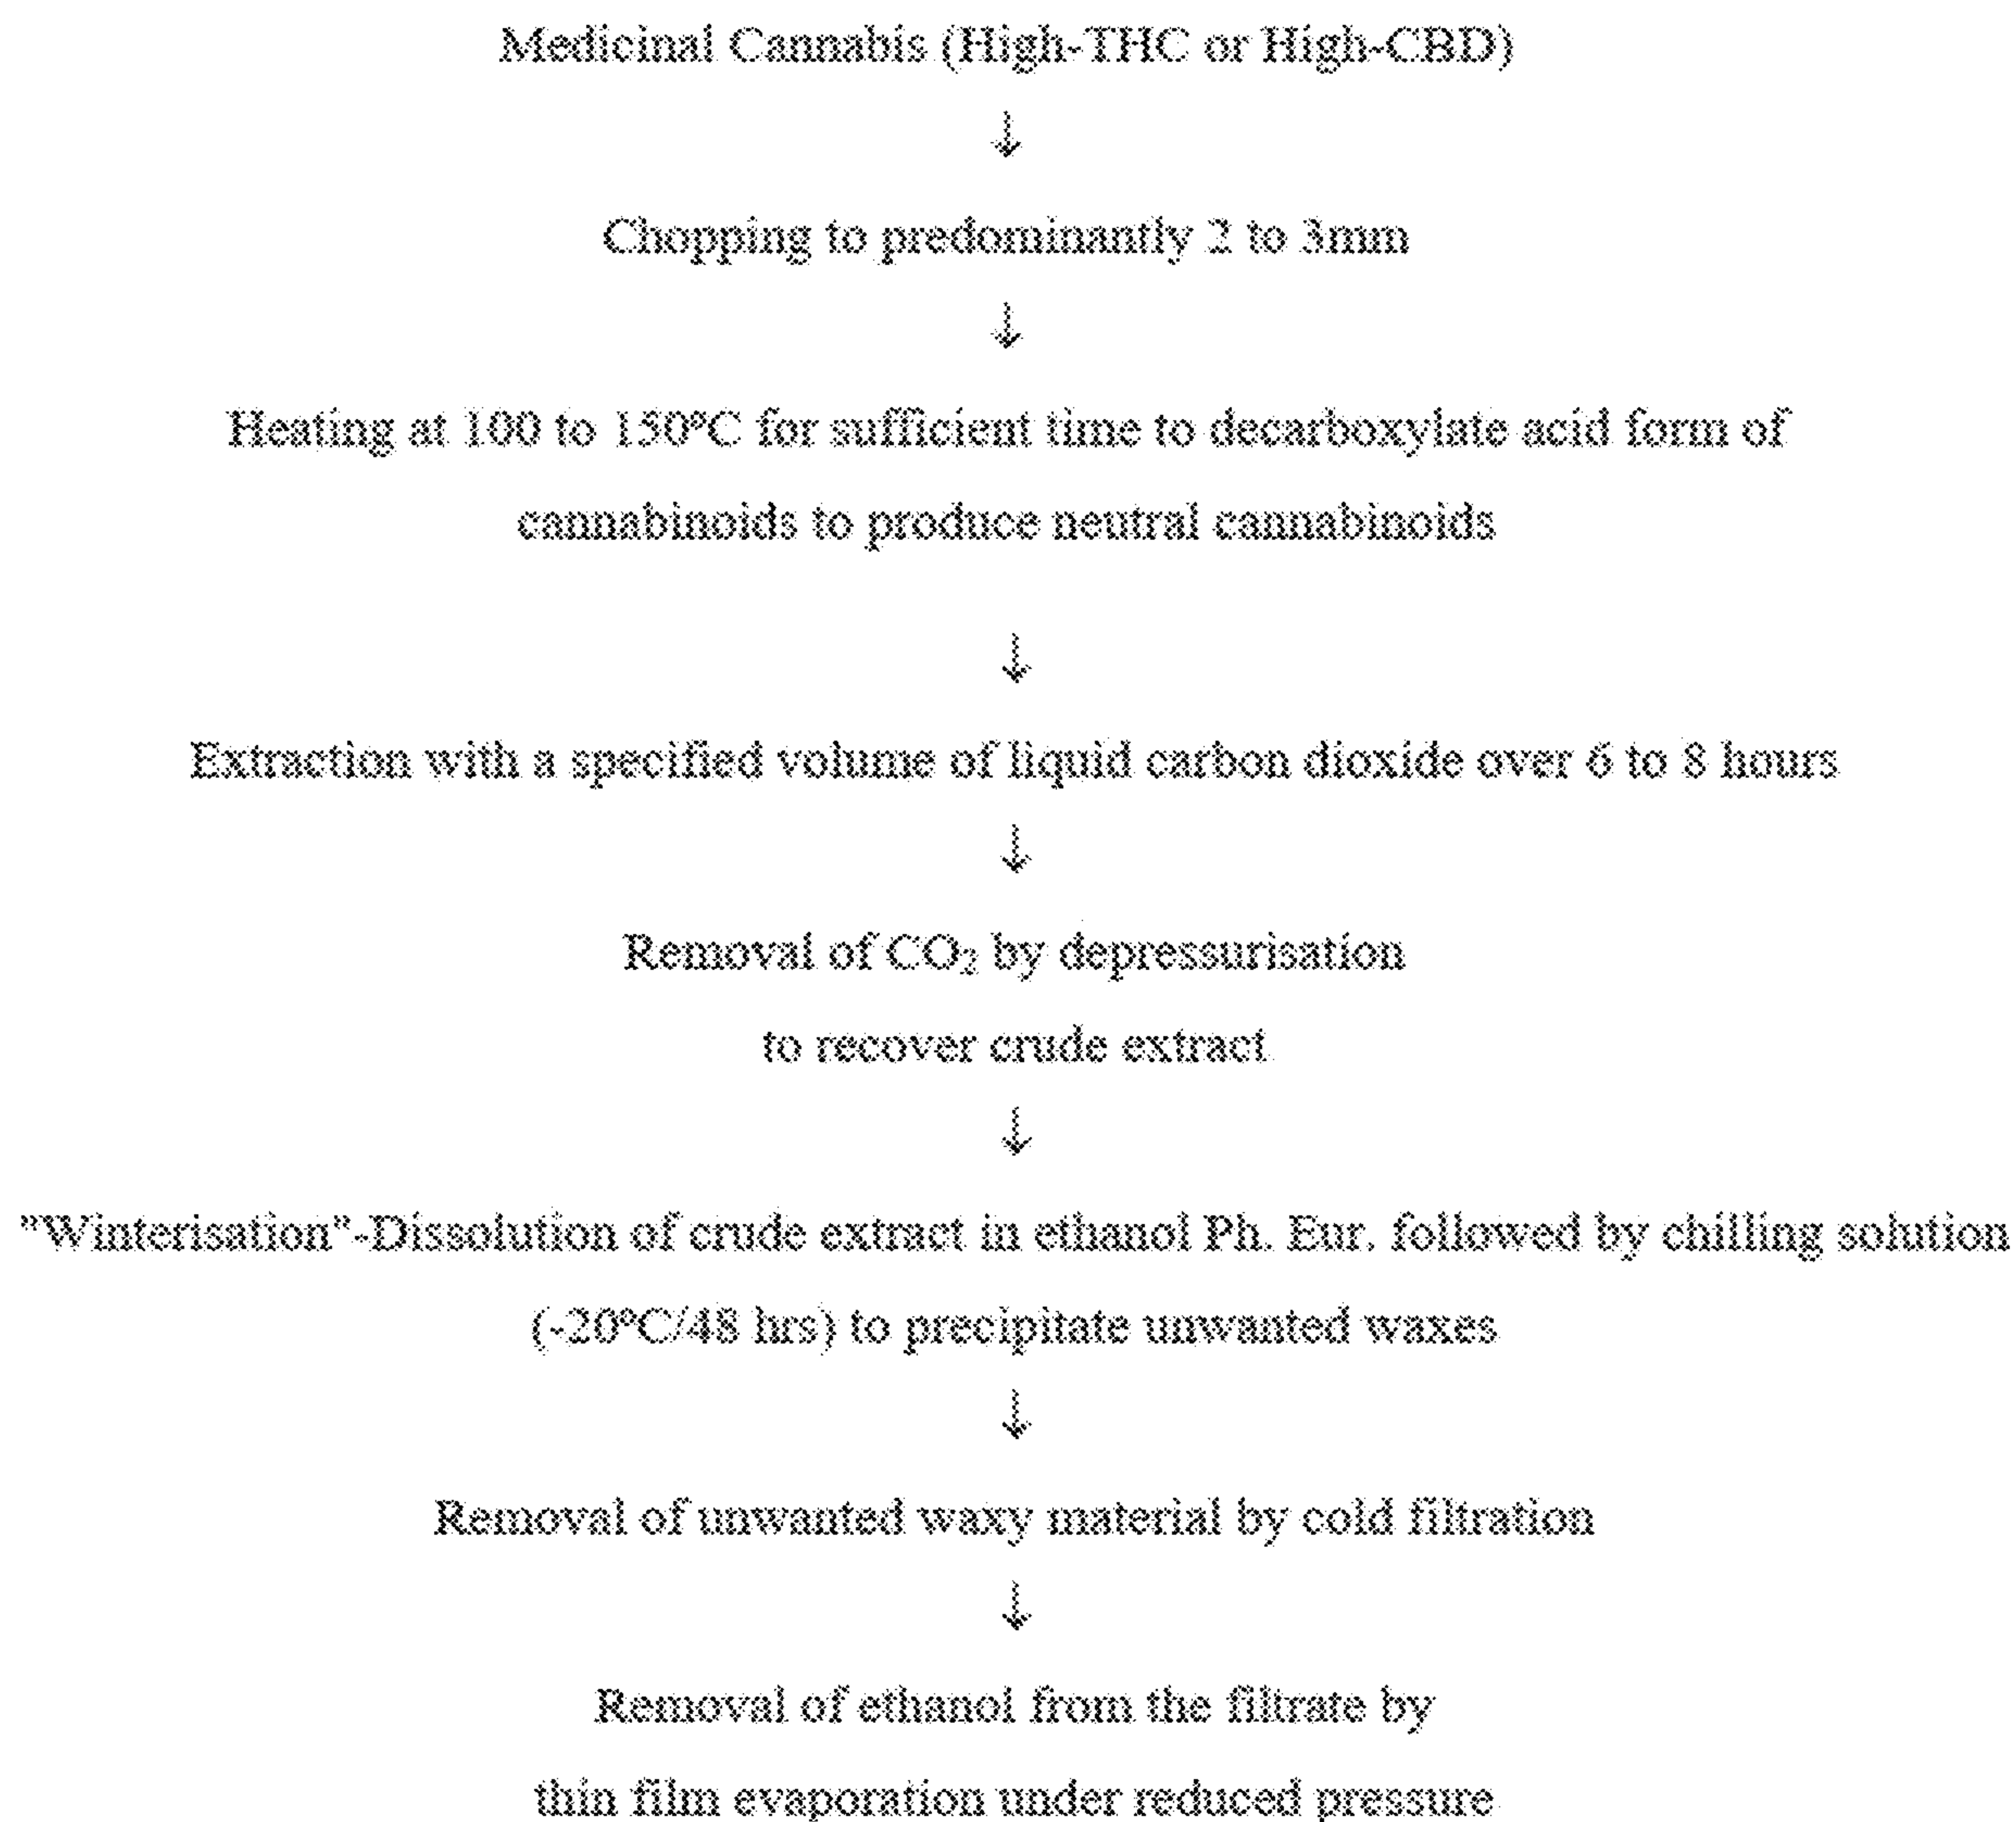 Medicinal Cannabis (High-THC or High-CBD)
↓
Chopping to predominantly 2 to 3mm
↓
Heating at 100 to 150ºC for sufficient time to decarboxylate acid form of
cannabinoids to produce neutral cannabinoids
↓
Extraction with a specified volume of liquid carbon dioxide over 6 to 8 hours
↓
Removal of CO₂ by depressurisation
to recover crude extract
↓
"Winterisation"-Dissolution of crude extract in ethanol Ph. Eur. followed by chilling solution
(-20ºC/48 hrs) to precipitate unwanted waxes
↓
Removal of unwanted waxy material by cold filtration
↓
Removal of ethanol from the filtrate by
thin film evaporation under reduced pressure